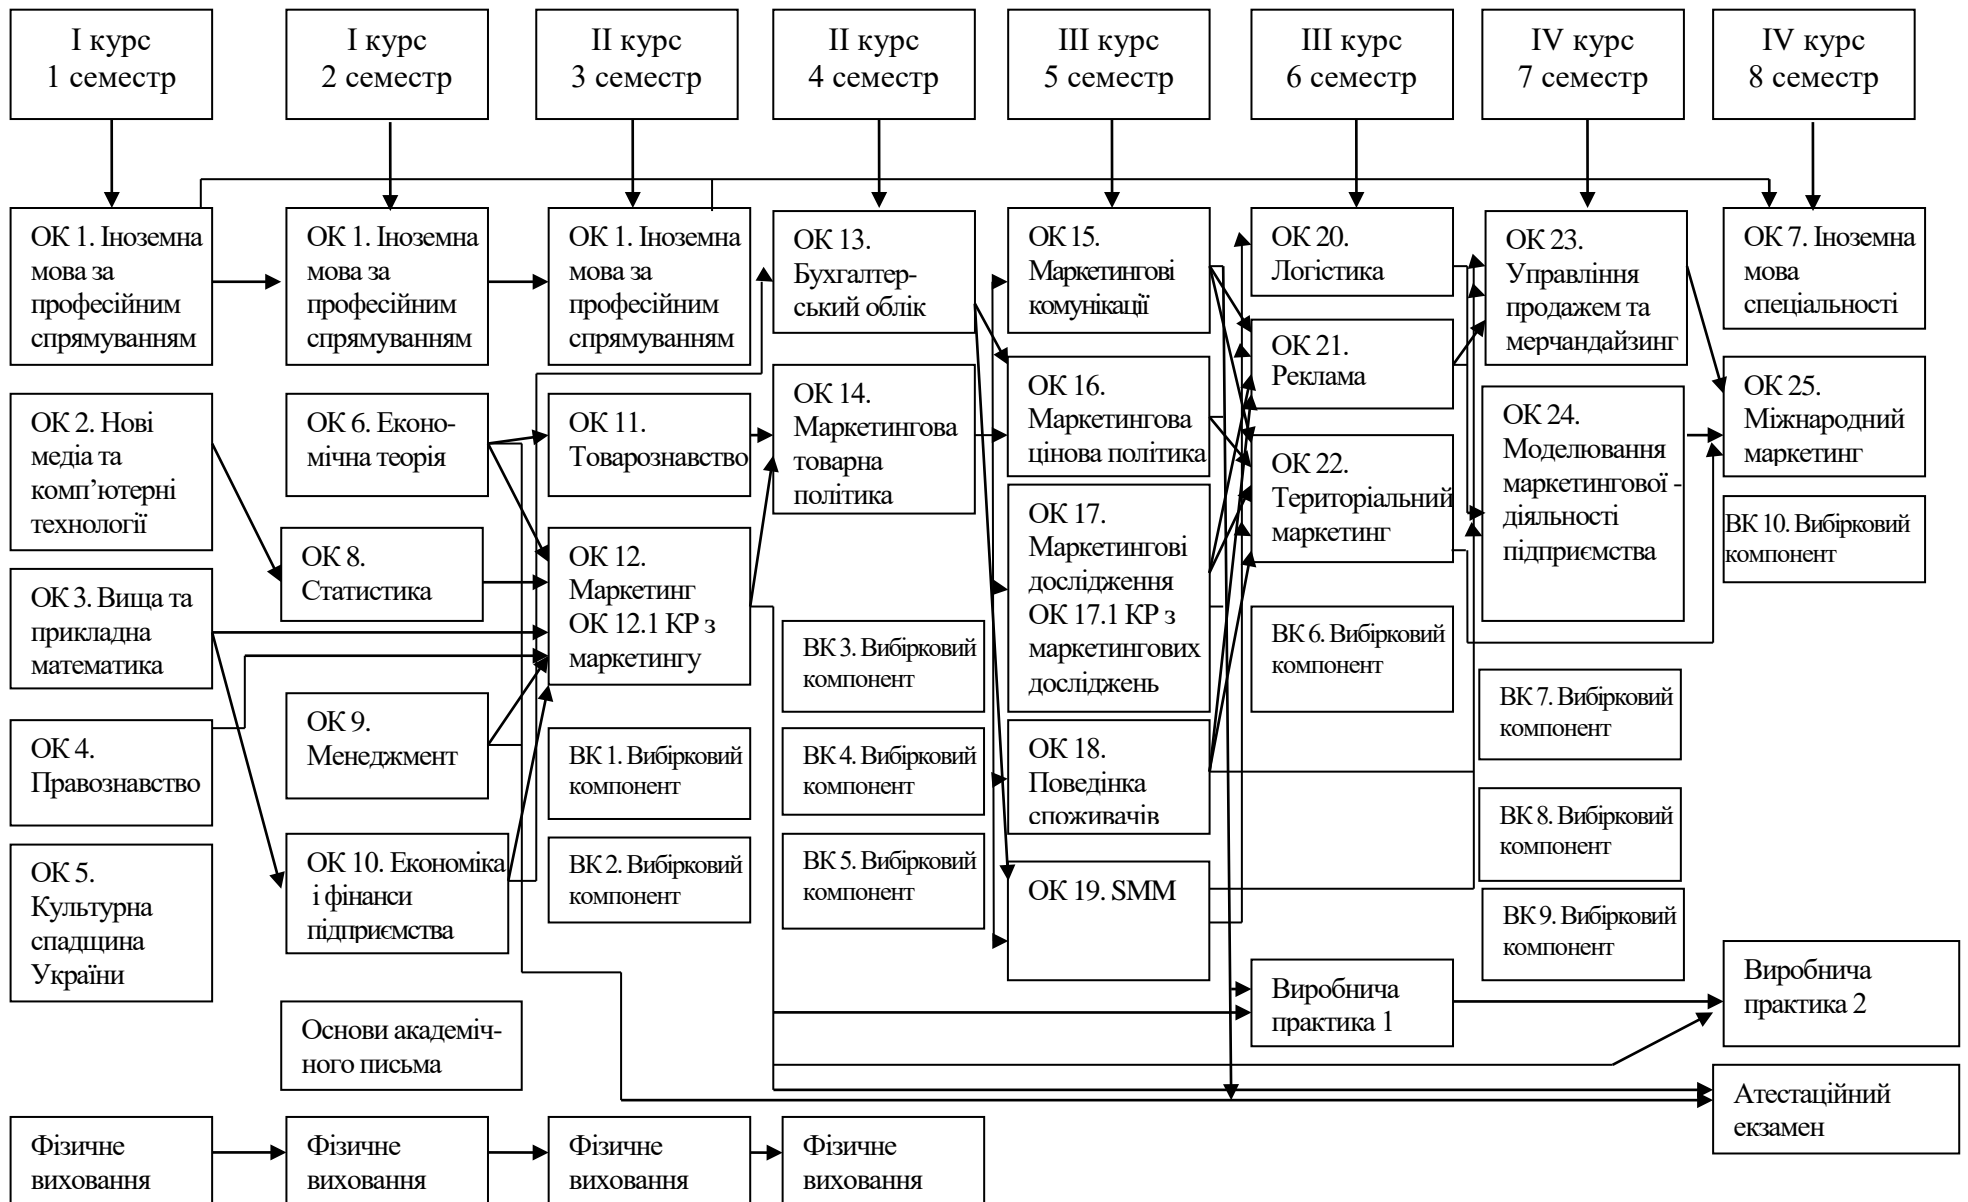 І курс
1 семестр
І курс
2 семестр
ІІ курс
3 семестр
ІІ курс
4 семестр
ІІІ курс
5 семестр
ІІІ курс
6 семестр
ІV курс
7 семестр
ІV курс
8 семестр
ОК 1. Іноземна
мова за
професійним
спрямуванням
ОК 2. Нові
медіа та
комп’ютерні
технології
ОК 3. Вища та
прикладна
математика
ОК 4.
Правознавство
ОК 5.
Культурна
спадщина
України
Фізичне
виховання
ОК 1. Іноземна
мова за
професійним
спрямуванням
ОК 6. Еконо-
мічна теорія
ОК 8.
Статистика
ОК 9.
Менеджмент
ОК 10. Економіка
і фінанси
підприємства
Основи академіч-
ного письма
Фізичне
виховання
ОК 1. Іноземна
мова за
професійним
спрямуванням
ОК 11.
Товарознавство
ОК 12.
Маркетинг
ОК 12.1 КР з
маркетингу
ВК 1. Вибірковий
компонент
ВК 2. Вибірковий
компонент
Фізичне
виховання
ОК 13.
Бухгалтер-
ський облік
ОК 14.
Маркетингова
товарна
політика
ВК 3. Вибірковий
компонент
ВК 4. Вибірковий
компонент
ВК 5. Вибірковий
компонент
Фізичне
виховання
ОК 15.
Маркетингові
комунікації
ОК 16.
Маркетингова
цінова політика
ОК 17.
Маркетингові
дослідження
ОК 17.1 КР з
маркетингових
досліджень
ОК 18.
Поведінка
споживачів
ОК 19. SMM
ОК 20.
Логістика
ОК 21.
Реклама
ОК 22.
Територіальний
маркетинг
ВК 6. Вибірковий
компонент
Виробнича
практика 1
ОК 23.
Управління
продажем та
мерчандайзинг
ОК 24.
Моделювання
маркетингової -
діяльності
підприємства
ВК 7. Вибірковий
компонент
ВК 8. Вибірковий
компонент
ВК 9. Вибірковий
компонент
ОК 7. Іноземна
мова
спеціальності
ОК 25.
Міжнародний
маркетинг
ВК 10. Вибірковий
компонент
Виробнича
практика 2
Атестаційний
екзамен